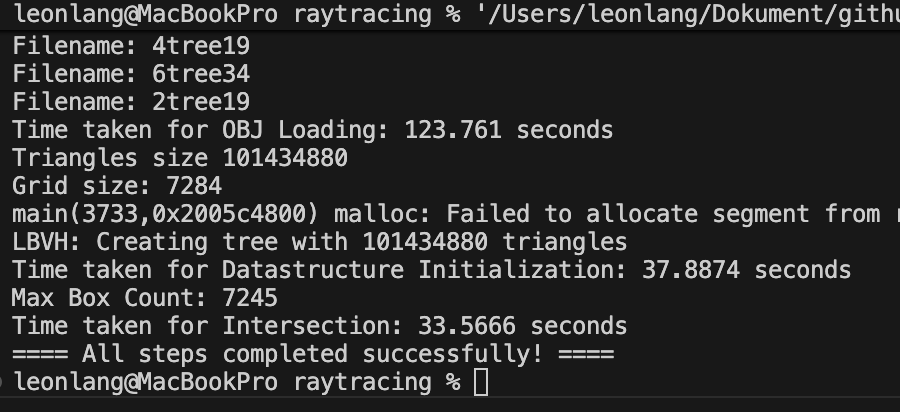 leonlang@MacBookPro raytracing % '/Users/leonlang/Dokument/github
Filename: 4tree19
Filename: 6tree34
Filename: 2tree19
Time taken for OBJ Loading: 123.761 seconds
Triangles size 101434880
Grid size: 7284
main(3733,0x2005c4800) malloc: Failed to allocate segment from
LBVH: Creating tree with 101434880 triangles
Time taken for Datastructure Initialization: 37.8874 seconds
Max Box Count: 7245
Time taken for Intersection: 33.5666 seconds
==== All steps completed successfully! ====
leonlang@MacBookPro raytracing %